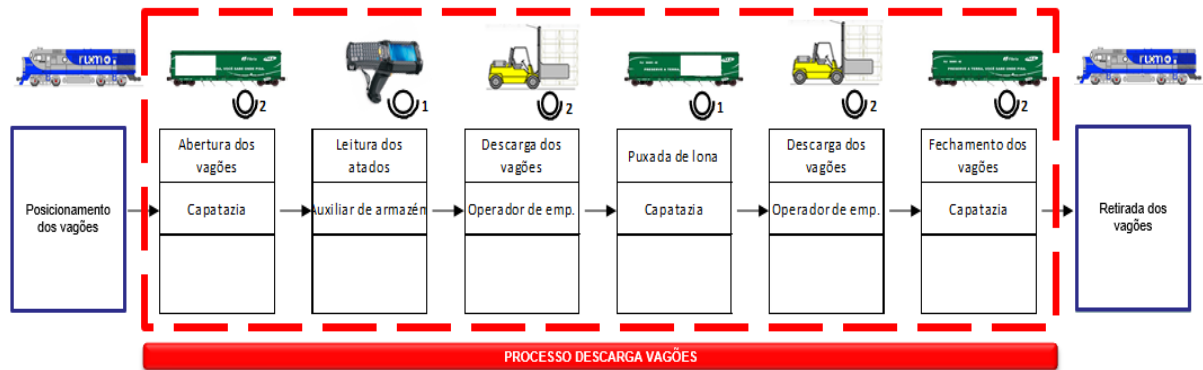 rumo
rumo
2
1
2
1
2
2
Posicionamento
dos vagões
Abertura dos
vagões
Capatazia
Leitura dos
atados
Auxiliar de armazém
Descarga dos
vagões
Operador de emp.
Puxada de lona
Capatazia
Descarga dos
vagões
Operador de emp.
Fechamento dos
vagões
Capatazia
Retirada dos
vagões
PROCESSO DESCARGA VAGÕES